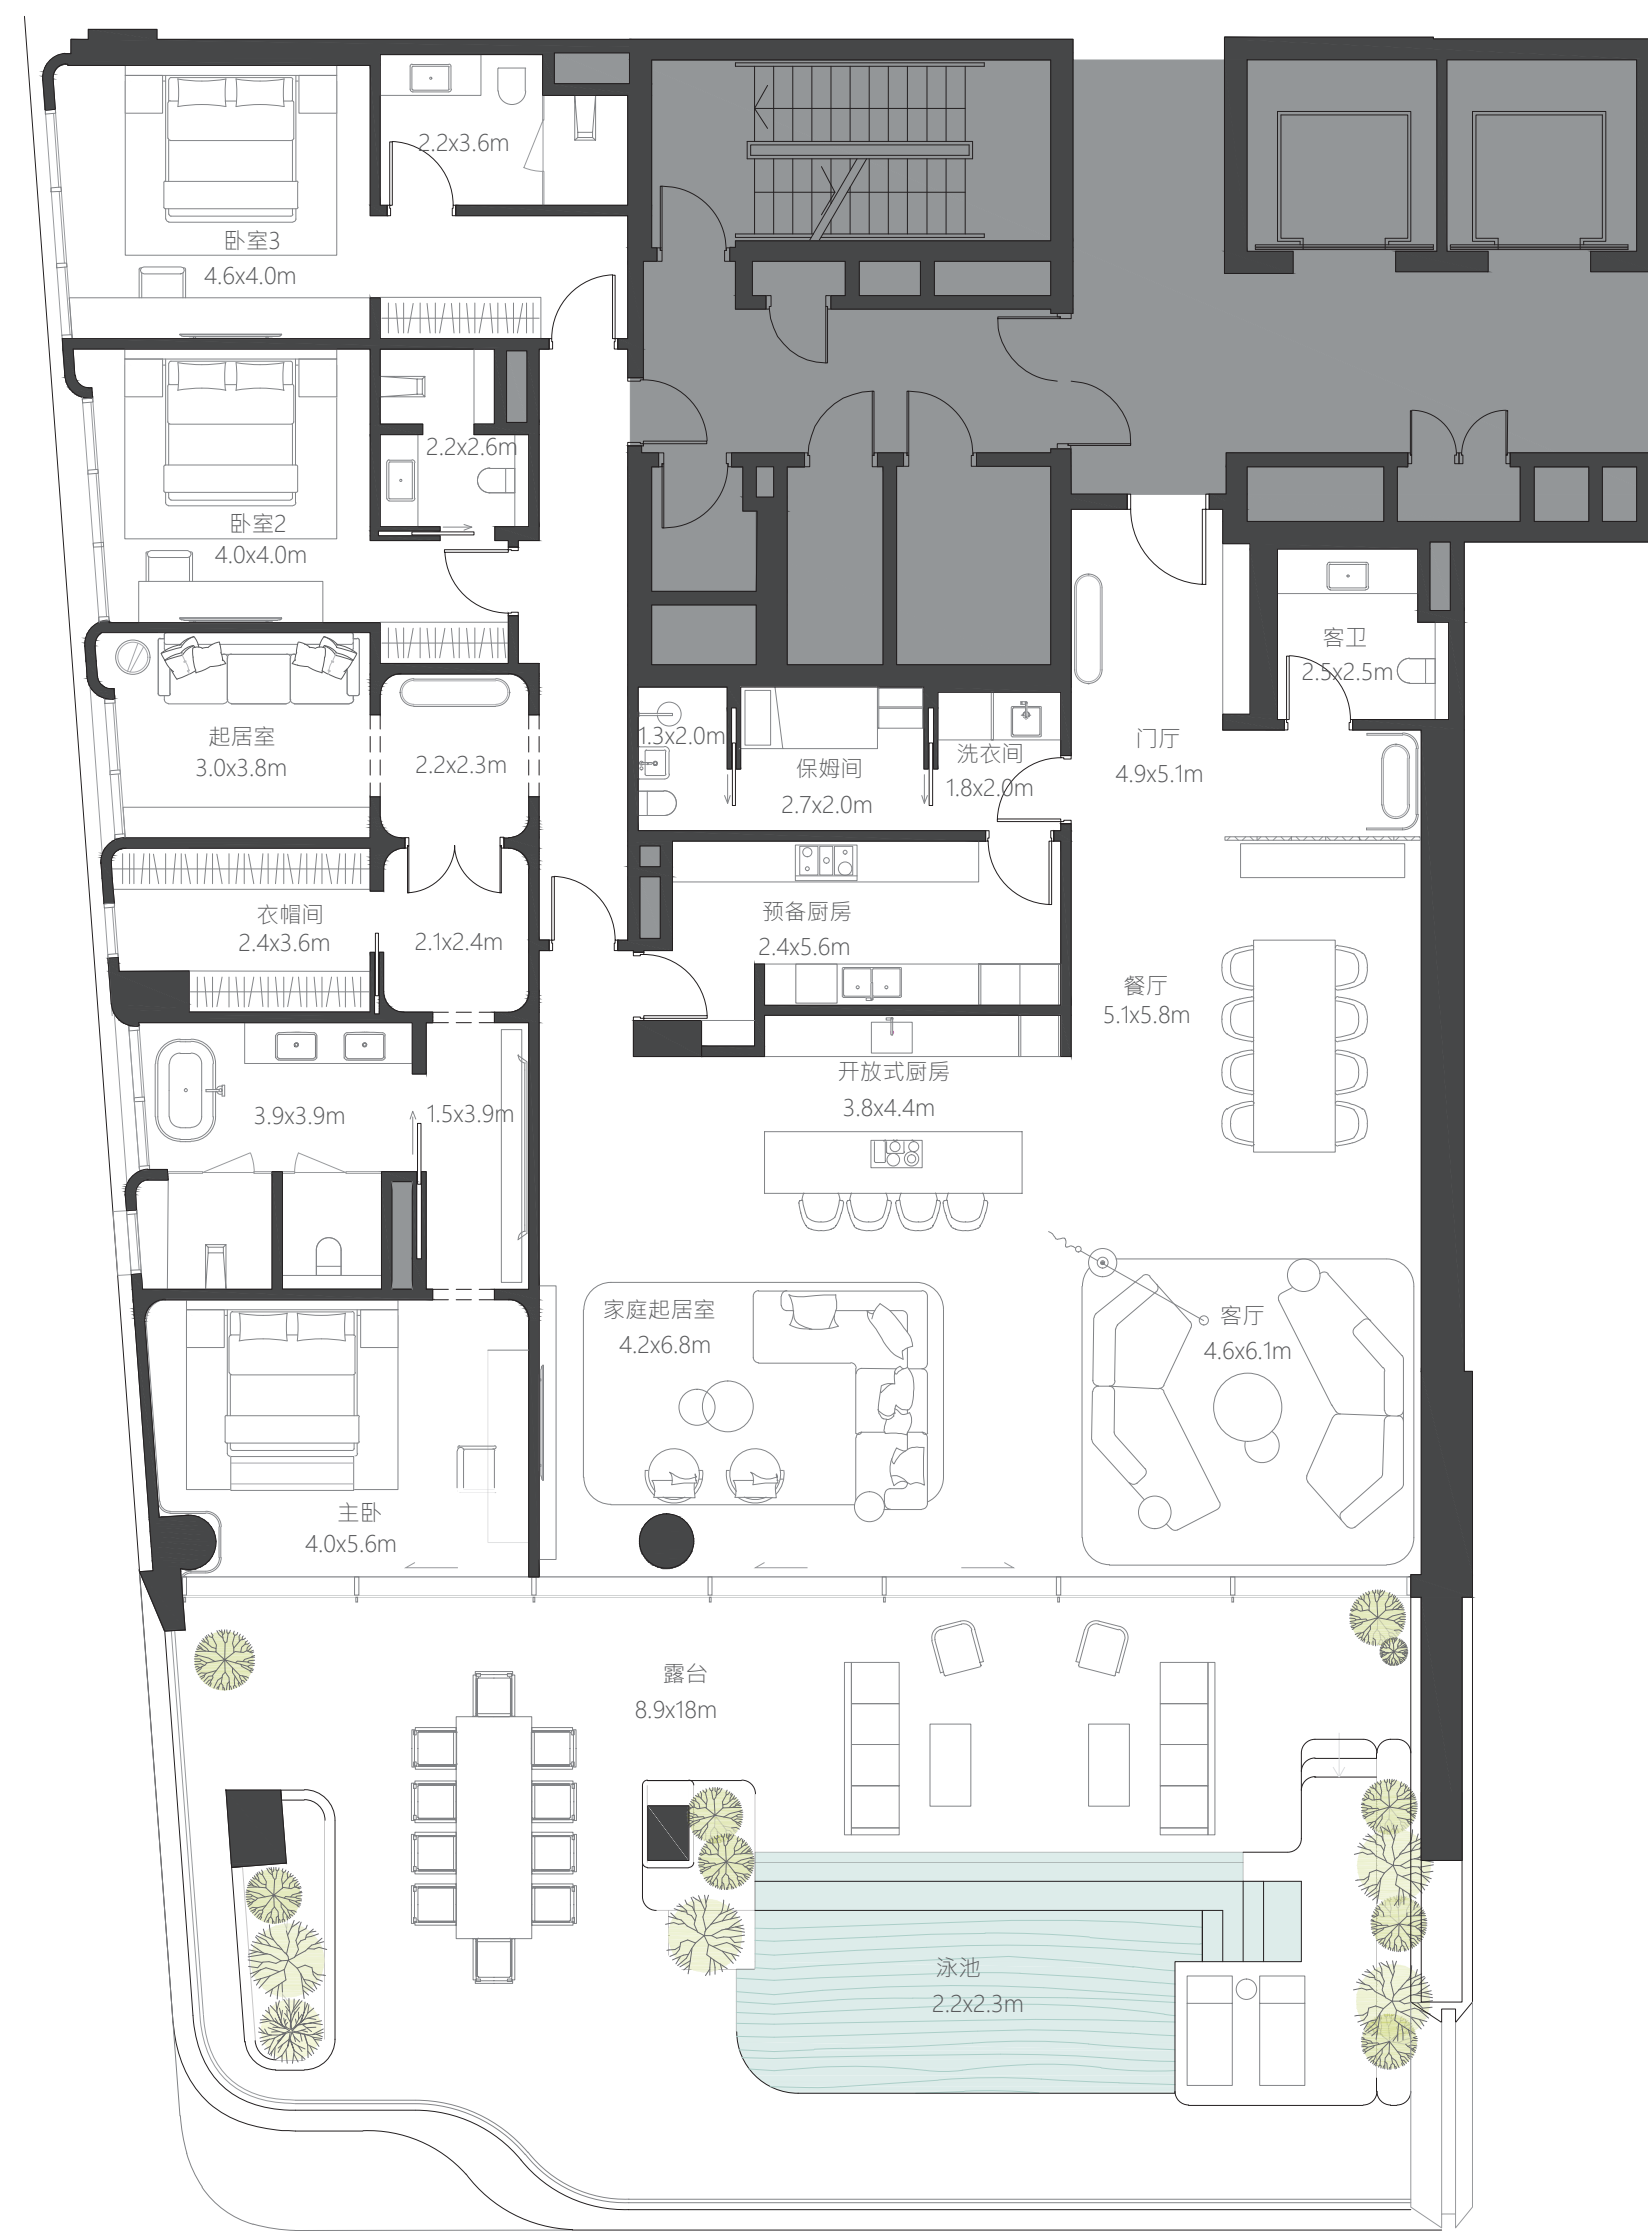 2.2x3.6m
卧室3
4.6x4.0m
2.2x2.6m
卧室2
4.0x4.0m
客卫
2.5x2.5m
起居室
3.0x3.8m
2.2x2.3m
1.3x2.0m
保姆间
2.7x2.0m
洗衣间
1.8x2.0m
门厅
4.9x5.1m
衣帽间
2.4x3.6m
2.1x2.4m
预备厨房
2.4x5.6m
餐厅
5.1x5.8m
开放式厨房
3.8x4.4m
3.9x3.9m
1.5x3.9m
家庭起居室
4.2x6.8m
客厅
4.6x6.1m
主卧
4.0x5.6m
露台
8.9x18m
泳池
2.2x2.3m